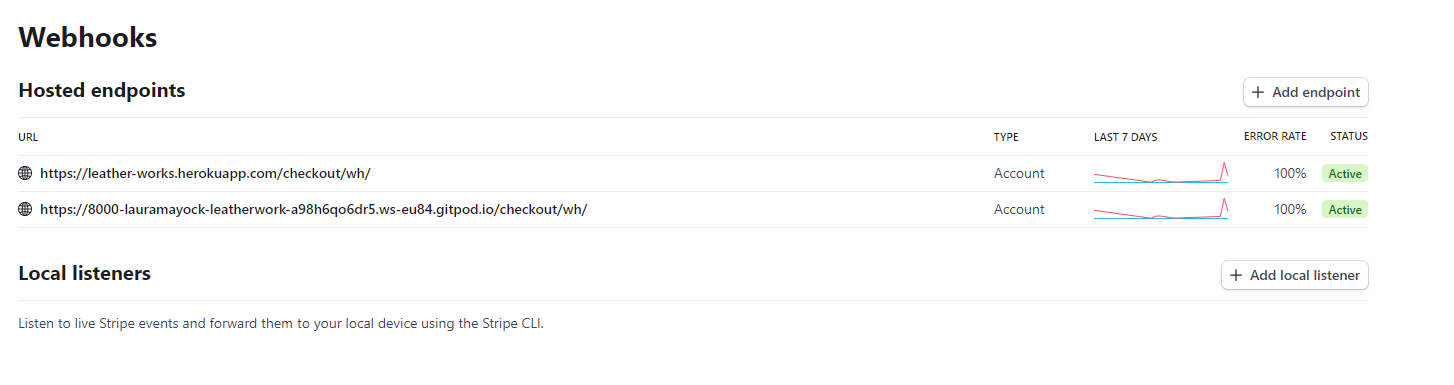 Webhooks
Hosted endpoints
+ Add endpoint
URL TYPE LAST 7 DAYS ERROR RATE STATUS
https://leather-works.herokuapp.com/checkout/wh/ Account 100% Active
https://8000-lauramayock-leatherwork-a98h6qo6dr5.ws-eu84.gitpod.io/checkout/wh/ Account 100% Active
Local listeners
+ Add local listener
Listen to live Stripe events and forward them to your local device using the Stripe CLI.